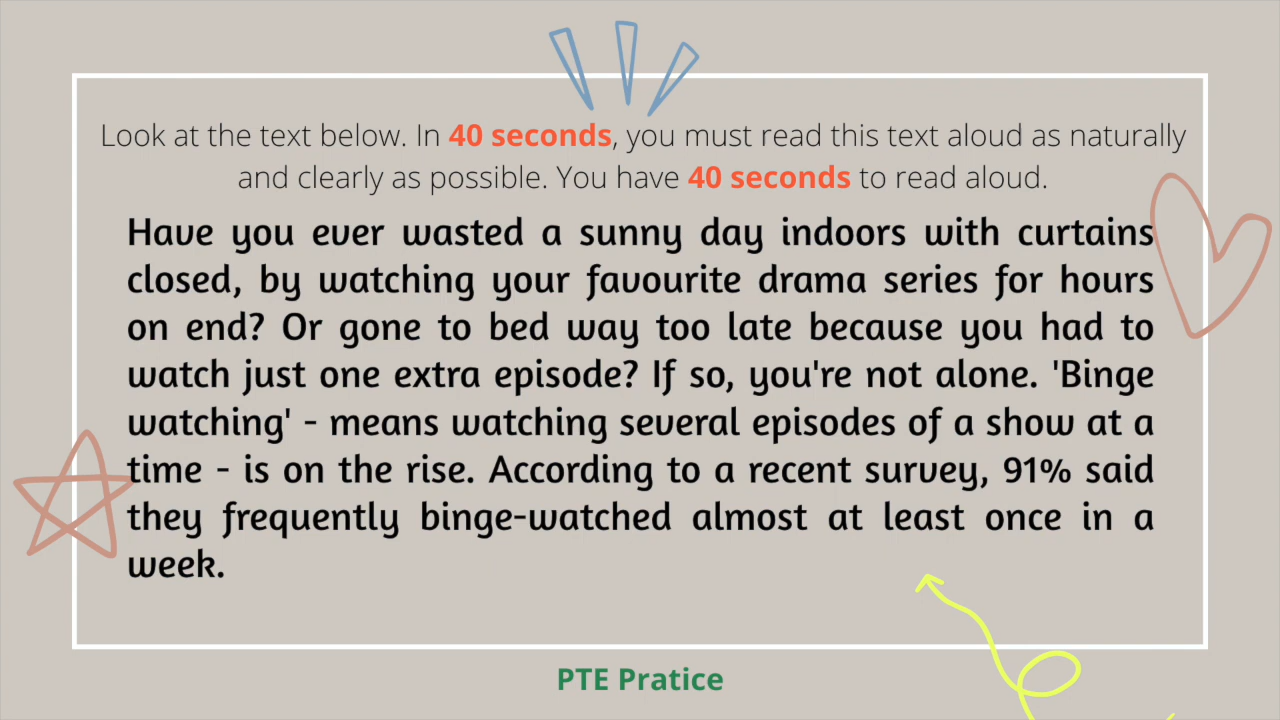 Look at the text below. In 40 seconds, you must read this text aloud as naturally
and clearly as possible. You have 40 seconds to read aloud.
Have you ever wasted a sunny day indoors with curtains
closed, by watching your favourite drama series for hours
on end? Or gone to bed way too late because you had to
watch just one extra episode? If so, you're not alone. 'Binge
watching' - means watching several episodes of a show at a
time - is on the rise. According to a recent survey, 91% said
they frequently binge-watched almost at least once in a
week.
PTE Pratice